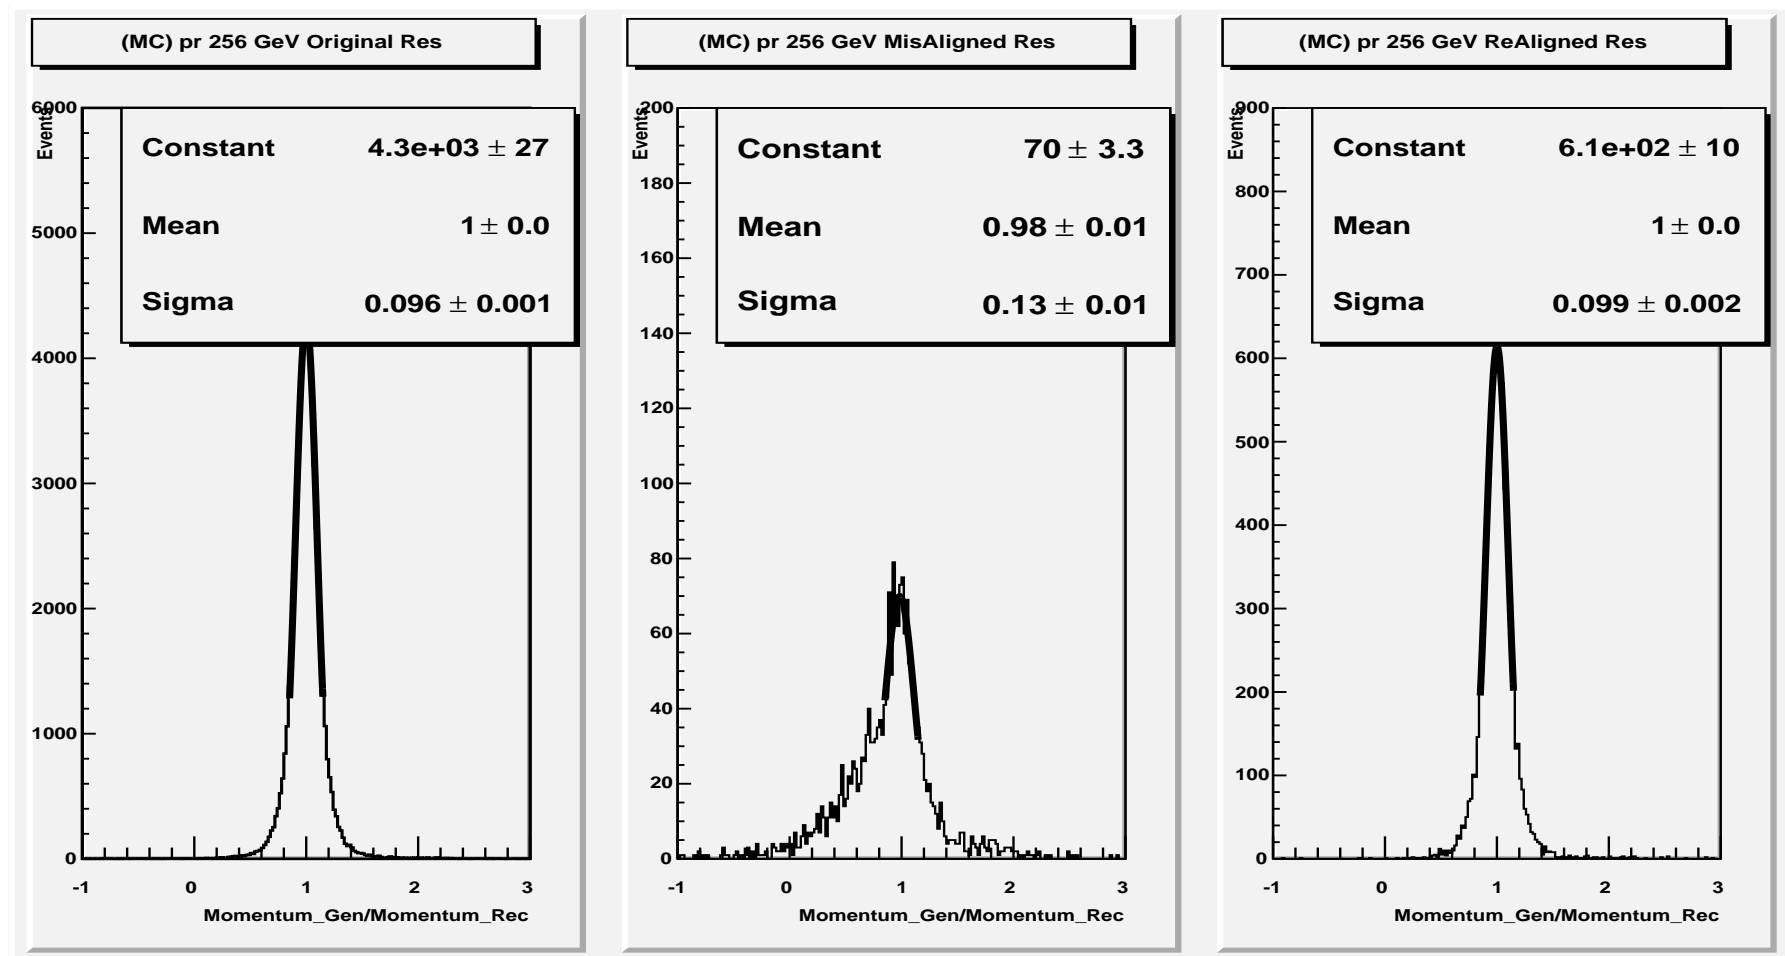 (MC) pr 256 GeV Original Res
6000
Events
Constant 4.3e+03 ± 27
Mean 1 ± 0.0
Sigma 0.096 ± 0.001
5000
4000
3000
2000
1000
0
-1 0 1 2 3
Momentum_Gen/Momentum_Rec
(MC) pr 256 GeV MisAligned Res
200
Events
Constant 70 ± 3.3
Mean 0.98 ± 0.01
Sigma 0.13 ± 0.01
180
160
140
120
100
80
60
40
20
0
-1 0 1 2 3
Momentum_Gen/Momentum_Rec
(MC) pr 256 GeV ReAligned Res
900
Events
Constant 6.1e+02 ± 10
Mean 1 ± 0.0
Sigma 0.099 ± 0.002
800
700
600
500
400
300
200
100
0
-1 0 1 2 3
Momentum_Gen/Momentum_Rec